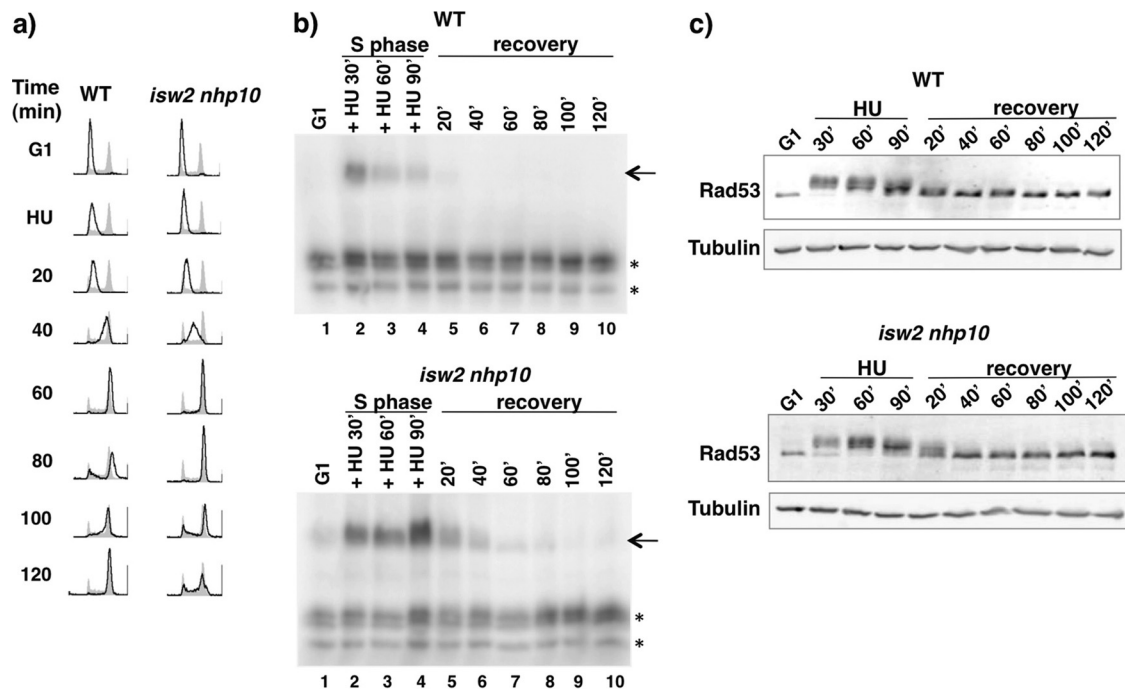 a)
Time (min) WT isw2 nhp10
G1
HU
20
40
60
80
100
120
b)
WT
S phase recovery
G1 + HU 30’ + HU 60’ + HU 90’ 20’ 40’ 60’ 80’ 100’ 120’
*
*
1 2 3 4 5 6 7 8 9 10
isw2 nhp10
S phase recovery
G1 + HU 30’ + HU 60’ + HU 90’ 20’ 40’ 60’ 80’ 100’ 120’
*
*
1 2 3 4 5 6 7 8 9 10
c)
WT
HU recovery
G1 30’ 60’ 90’ 20’ 40’ 60’ 80’ 100’ 120’
Rad53
Tubulin
isw2 nhp10
HU recovery
G1 30’ 60’ 90’ 20’ 40’ 60’ 80’ 100’ 120’
Rad53
Tubulin